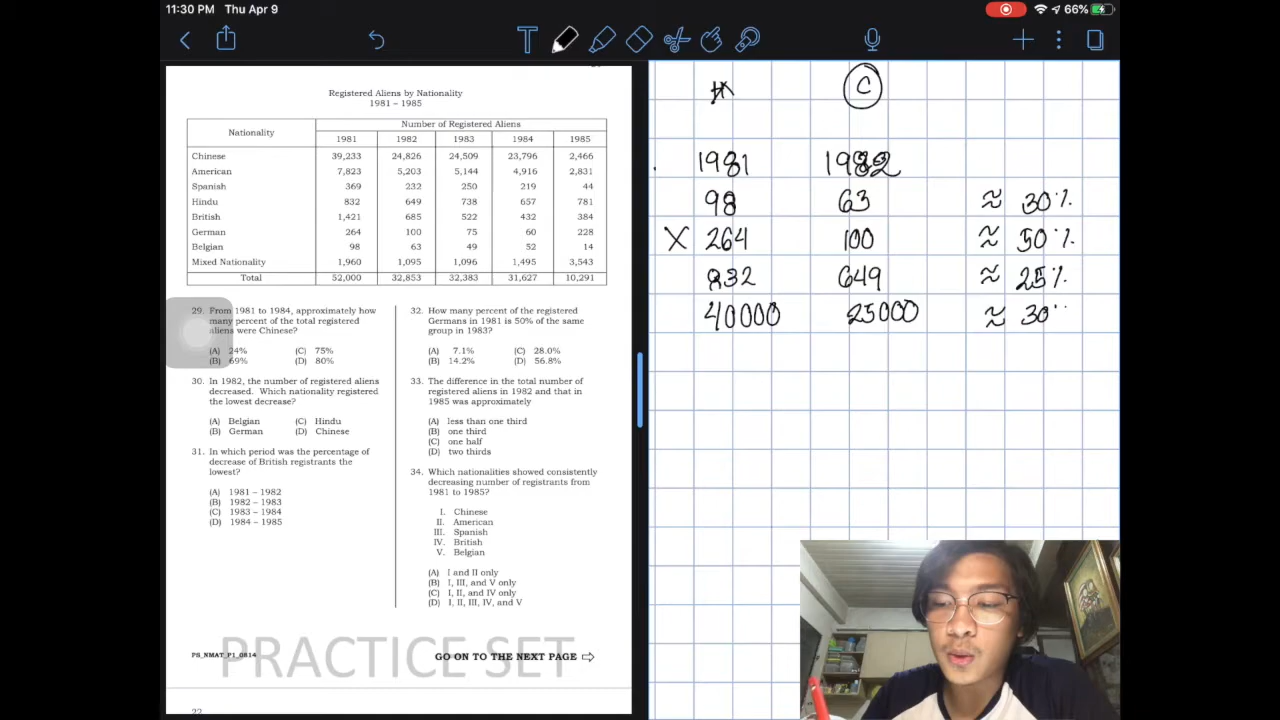 11:30 PM Thu Apr 9
66%
Registered Aliens by Nationality
1981 – 1985
Nationality
Number of Registered Aliens
1981 1982 1983 1984 1985
Chinese 39,233 24,826 24,509 23,796 2,466
American 7,823 5,203 5,144 4,916 2,831
Spanish 369 232 250 219 44
Hindu 832 649 738 657 781
British 1,421 685 522 432 384
German 264 100 75 60 228
Belgian 98 63 49 52 14
Mixed Nationality 1,960 1,095 1,096 1,495 3,543
Total 52,000 32,853 32,383 31,627 10,291
29. From 1981 to 1984, approximately how
many percent of the total registered
aliens were Chinese?
(A) 24% (C) 75%
(B) 69% (D) 80%
30. In 1982, the number of registered aliens
decreased. Which nationality registered
the lowest decrease?
(A) Belgian (C) Hindu
(B) German (D) Chinese
31. In which period was the percentage of
decrease of British registrants the
lowest?
(A) 1981 – 1982
(B) 1982 – 1983
(C) 1983 – 1984
(D) 1984 – 1985
32. How many percent of the registered
Germans in 1981 is 50% of the same
group in 1983?
(A) 7.1% (C) 28.0%
(B) 14.2% (D) 56.8%
33. The difference in the total number of
registered aliens in 1982 and that in
1985 was approximately
(A) less than one third
(B) one third
(C) one half
(D) two thirds
34. Which nationalities showed consistently
decreasing number of registrants from
1981 to 1985?
I. Chinese
II. American
III. Spanish
IV. British
V. Belgian
(A) I and II only
(B) I, III, and V only
(C) I, II, and IV only
(D) I, II, III, IV, and V
PRACTICE SET
PS_NMAT_P1_0814
GO ON TO THE NEXT PAGE
22
C
1981 1982
98 63 ≈ 30%
X 264 100 ≈ 50%
832 649 ≈ 25%
40000 25000 ≈ 30